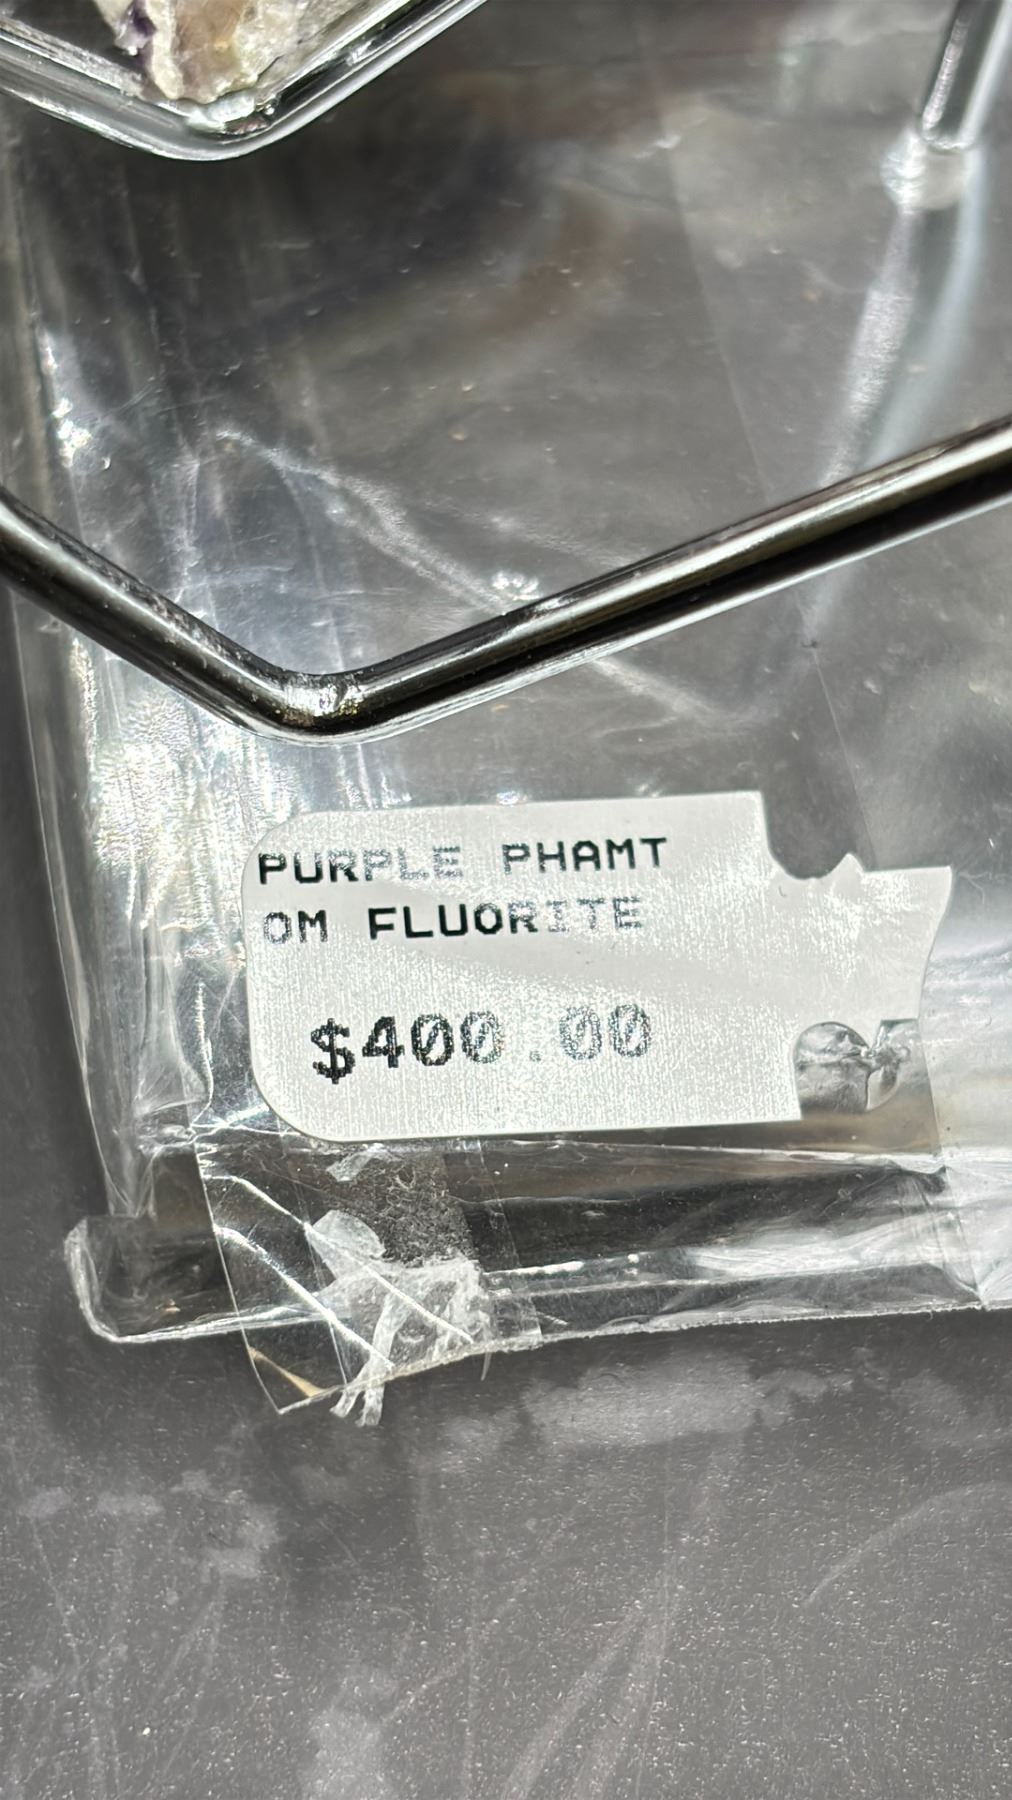 PURPLE PHAMT
OM FLUORITE
$400.00